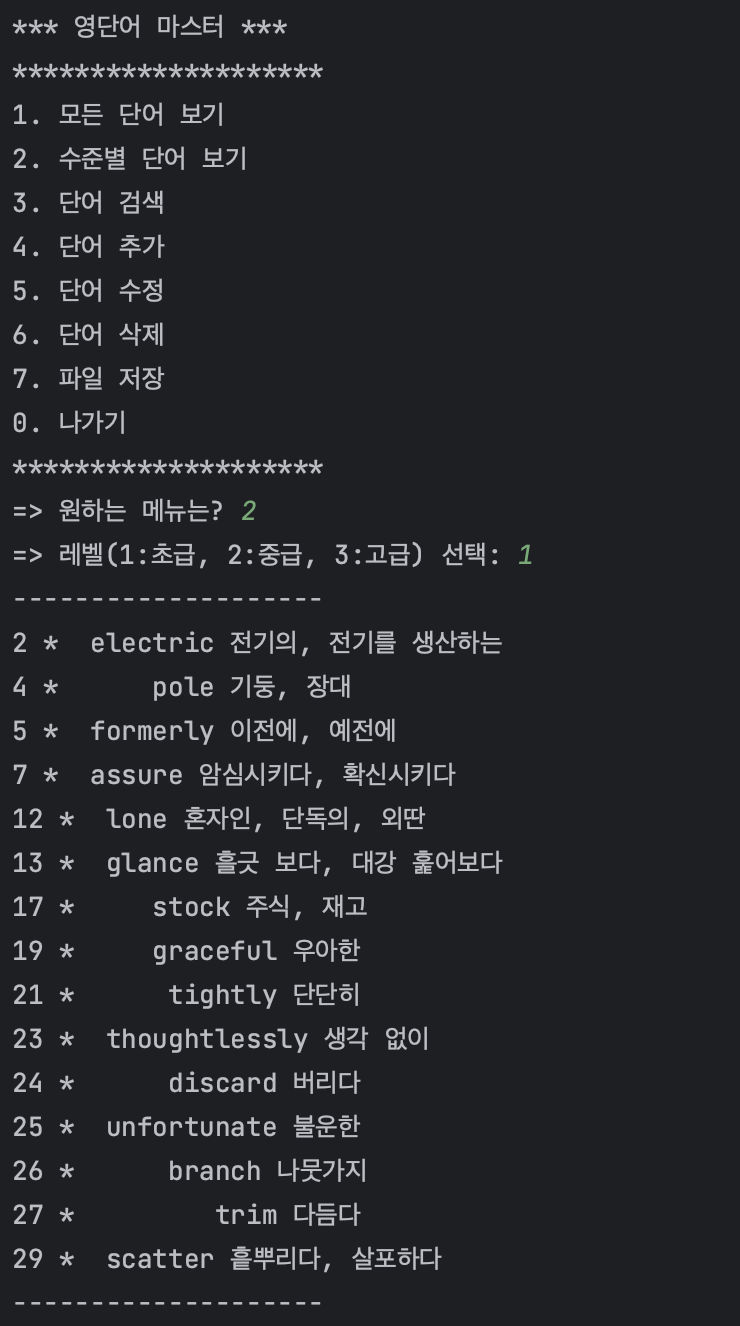 *** 영단어 마스터 ***
********************
1. 모든 단어 보기
2. 수준별 단어 보기
3. 단어 검색
4. 단어 추가
5. 단어 수정
6. 단어 삭제
7. 파일 저장
0. 나가기
********************
=> 원하는 메뉴는? 2
=> 레벨(1:초급, 2:중급, 3:고급) 선택: 1
--------------------
2 *  electric 전기의, 전기를 생산하는
4 *      pole 기둥, 장대
5 *  formerly 이전에, 예전에
7 *  assure 암심시키다, 확신시키다
12 *  lone 혼자인, 단독의, 외딴
13 *  glance 흘긋 보다, 대강 훑어보다
17 *     stock 주식, 재고
19 *     graceful 우아한
21 *      tightly 단단히
23 *  thoughtlessly 생각 없이
24 *      discard 버리다
25 *  unfortunate 불운한
26 *      branch 나뭇가지
27 *         trim 다듬다
29 *  scatter 흩뿌리다, 살포하다
--------------------